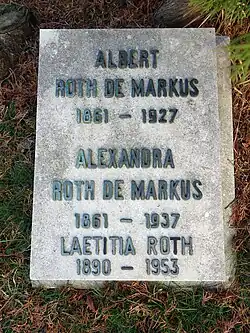 ALBERT
ROTH DE MARKUS
1861 – 1927
ALEXANDRA
ROTH DE MARKUS
1861 – 1937
LAETITIA ROTH
1890 – 1953